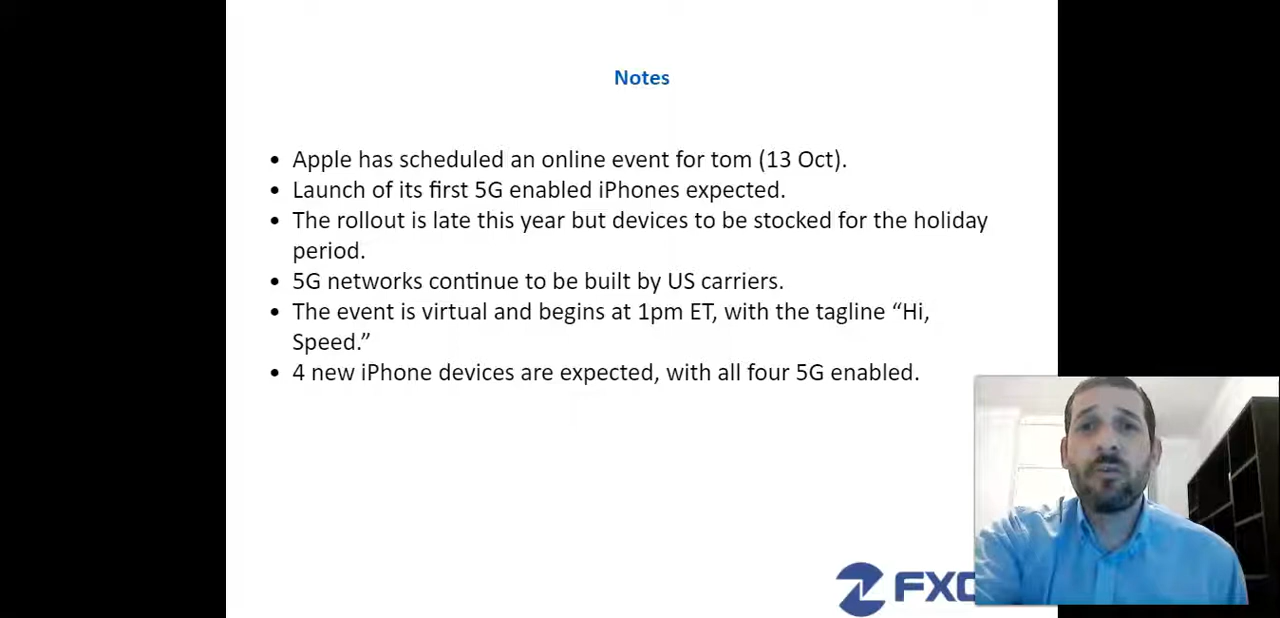 Notes
• Apple has scheduled an online event for tom (13 Oct).
• Launch of its first 5G enabled iPhones expected.
• The rollout is late this year but devices to be stocked for the holiday
period.
• 5G networks continue to be built by US carriers.
• The event is virtual and begins at 1pm ET, with the tagline “Hi,
Speed.”
• 4 new iPhone devices are expected, with all four 5G enabled.